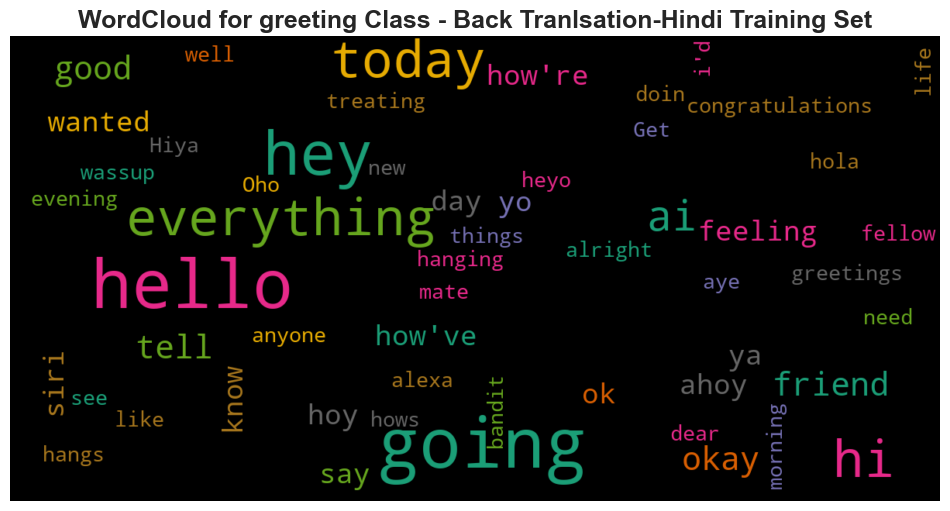 WordCloud for greeting Class - Back Tranlsation-Hindi Training Set
good
well
today
how're
i'd
life
treating
doin
congratulations
wanted
Get
Hiya
hey
new
hola
wassup
Oho
heyo
evening
everything
day
yo
ai
feeling
fellow
things
alright
hanging
hello
mate
aye
greetings
need
tell
anyone
how've
ya
siri
know
alexa
ahoy
friend
see
like
hoy
hows
bandit
ok
dear
morning
hangs
say
going
okay
hi